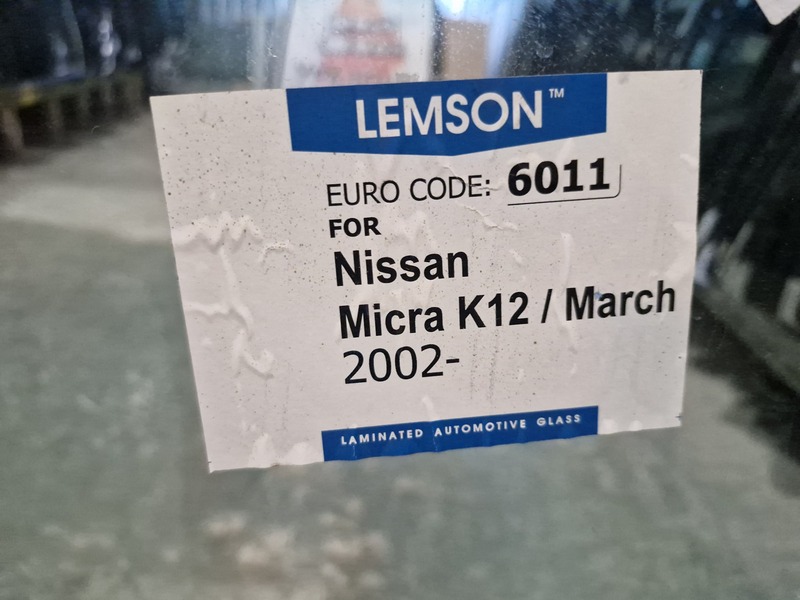 LEMSON™
EURO CODE: 6011
FOR
Nissan
Micra K12 / March
2002-
LAMINATED AUTOMOTIVE GLASS